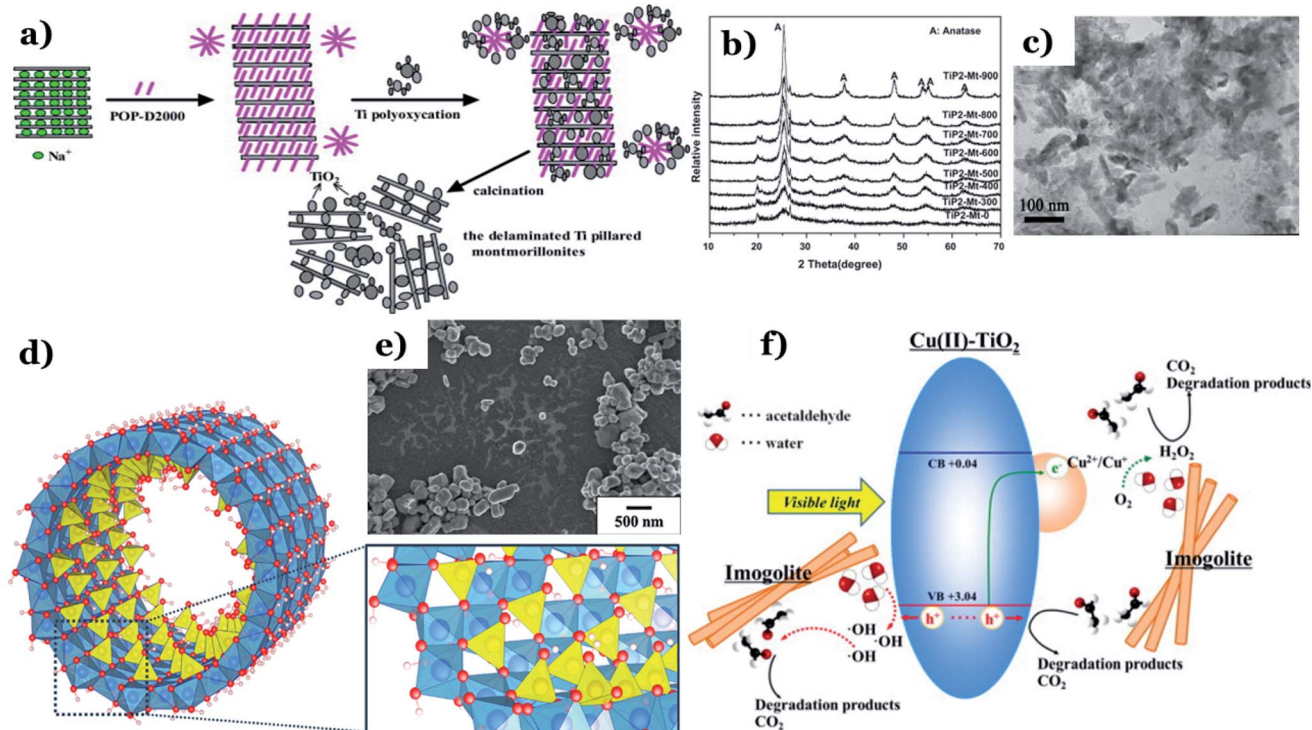 a)
POP-D2000
Na⁺
Ti polyoxycation
calcination
TiO₂
the delaminated Ti pillared
montmorillonites
b)
A
A: Anatase
A
A
A
A
A
TiP2-Mt-900
TiP2-Mt-800
TiP2-Mt-700
TiP2-Mt-600
TiP2-Mt-500
TiP2-Mt-400
TiP2-Mt-300
TiP2-Mt-0
Relative intensity
10
20
30
40
50
60
70
2 Theta(degree)
c)
100 nm
d)
e)
500 nm
f)
Cu(II)-TiO₂
··· acetaldehyde
··· water
Visible light
CB +0.04
VB +3.04
h⁺ ····· h⁺
e⁻
Cu²⁺/Cu⁺
CO₂
Degradation products
H₂O₂
O₂
Imogolite
Imogolite
·OH
·OH
·OH
Degradation products
CO₂
Degradation products
CO₂